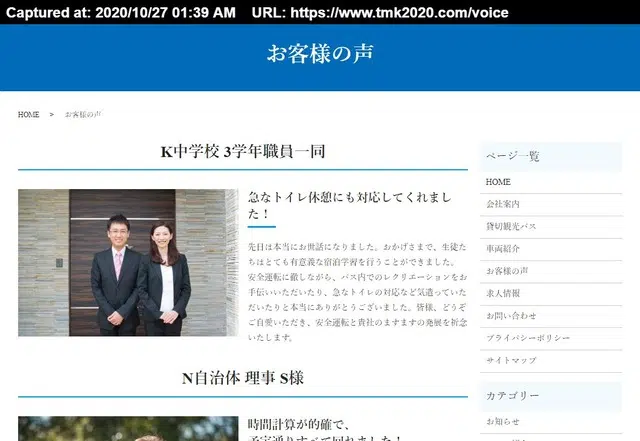 Captured at: 2020/10/27 01:39 AM    URL: https://www.tmk2020.com/voice
お客様の声
HOME > お客様の声
K中学校 3学年職員一同
急なトイレ休憩にも対応してくれまし
た！
先日は本当にお世話になりました。おかげさまで、生徒た
ちはとても有意義な宿泊学習を行うことができました。
安全運転に徹しながら、バス内でのレクリエーションをお
手伝いいただいたり、急なトイレの対応など気遣っていた
だいたりと本当にありがとうございました。皆様、どうぞ
ご自愛いただき、安全運転と貴社のますますの発展を祈念
いたします。
N自治体 理事 S様
時間計算が的確で、
予定通りすべて回れました！
ページ一覧
HOME
会社案内
貸切観光バス
車両紹介
お客様の声
求人情報
お問い合わせ
プライバシーポリシー
サイトマップ
カテゴリー
お知らせ